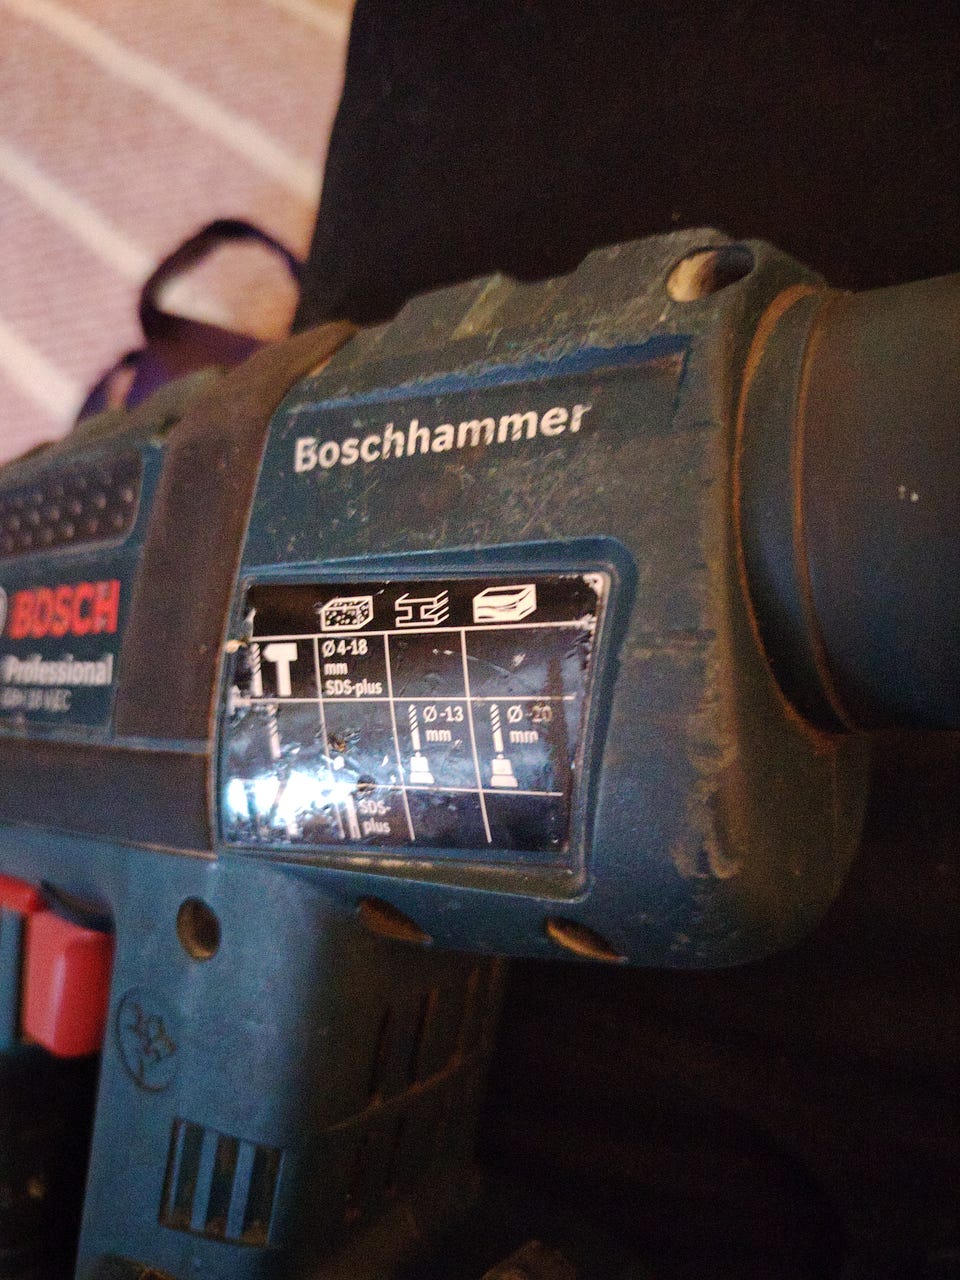 Boschhammer
BOSCH
Professional
Ø 4-18
mm
SDS-plus
Ø -13
mm
Ø -20
mm
SDS-
plus